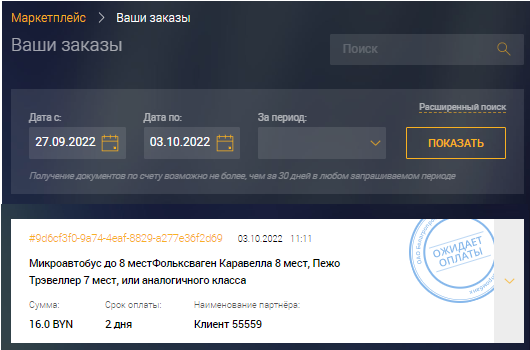 Маркетплейс > Ваши заказы
Ваши заказы
Поиск
Расширенный поиск
Дата с:
Дата по:
За период:
27.09.2022
03.10.2022
ПОКАЗАТЬ
Получение документов по счету возможно не более, чем за 30 дней в любом запрашиваемом периоде
#9d6cf3f0-9a74-4eaf-8829-a277e36f2d69 03.10.2022 11:11
ОЖИДАЕТ
ОПЛАТЫ
Микроавтобус до 8 местФольксваген Каравелла 8 мест, Пежо
Трэвеллер 7 мест, или аналогичного класса
Сумма:
Срок оплаты:
Наименование партнёра:
16.0 BYN
2 дня
Клиент 55559